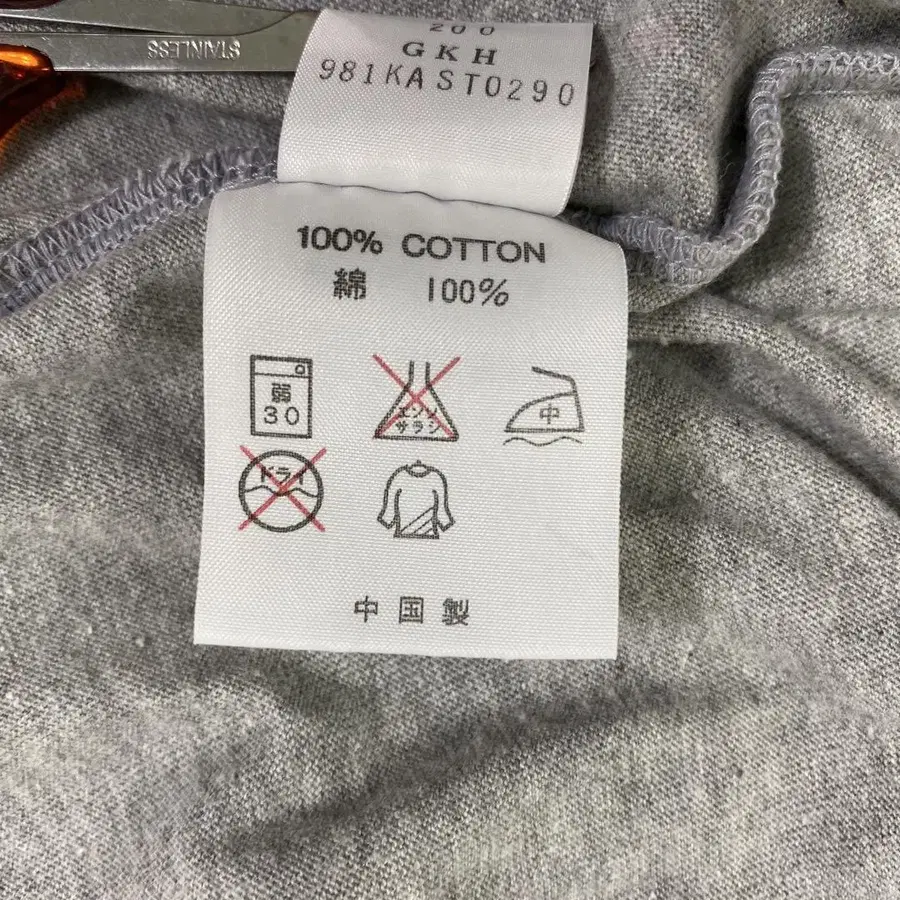 STAINLESS
200
GKH
981KAST0290
100% COTTON
綿 100%
弱
30
エンソ
サラシ
中
ドライ
中国製